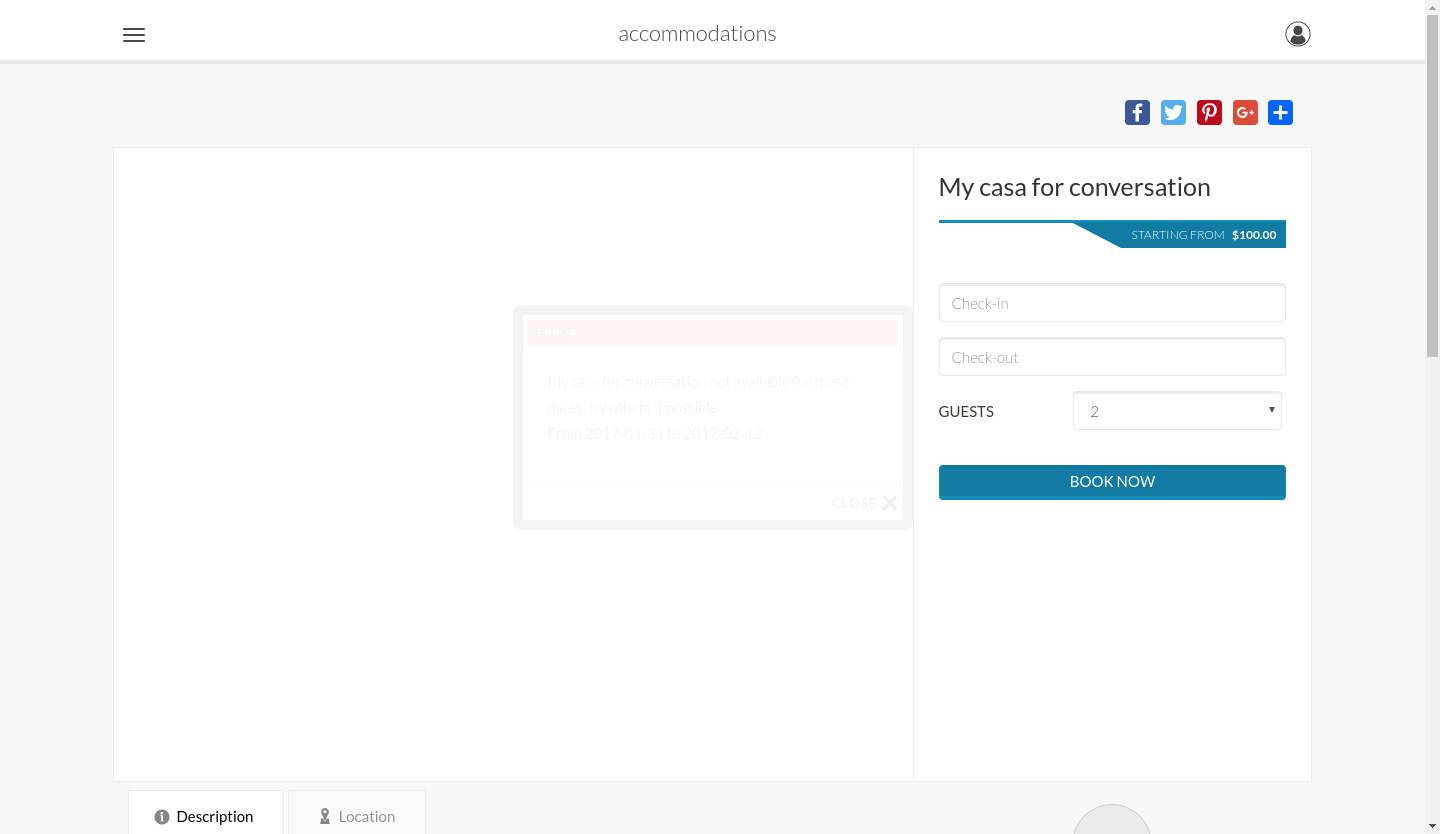 accommodations
My casa for conversation
STARTING FROM $100.00
Check-in
Check-out
GUESTS 2
BOOK NOW
ERROR
My casa for conversation not available for these
dates, try others if possible
From 2017-01-31 to 2017-02-12
CLOSE
Description
Location